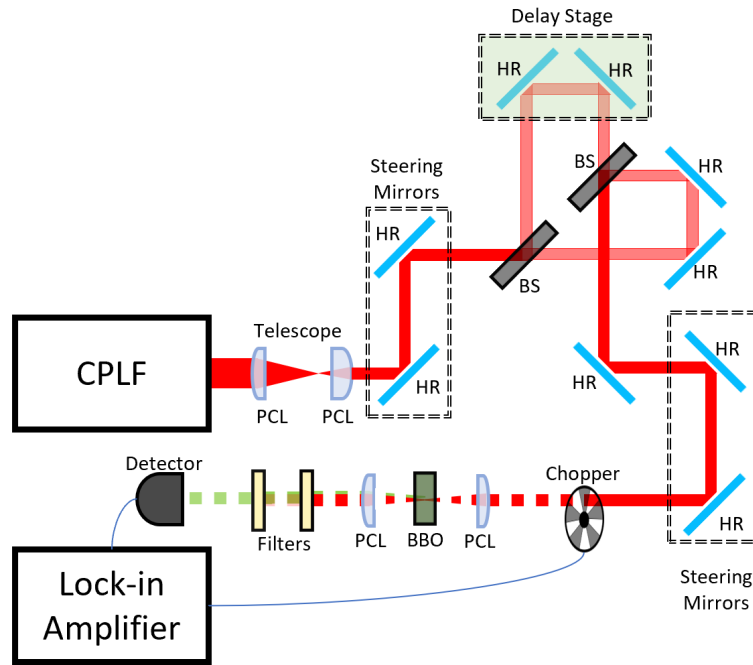 Delay Stage
HR
HR
Steering
Mirrors
BS
HR
HR
BS
HR
Telescope
CPLF
HR
PCL
PCL
HR
HR
HR
Detector
Chopper
Filters
PCL
BBO
PCL
Lock-in
Amplifier
Steering
Mirrors